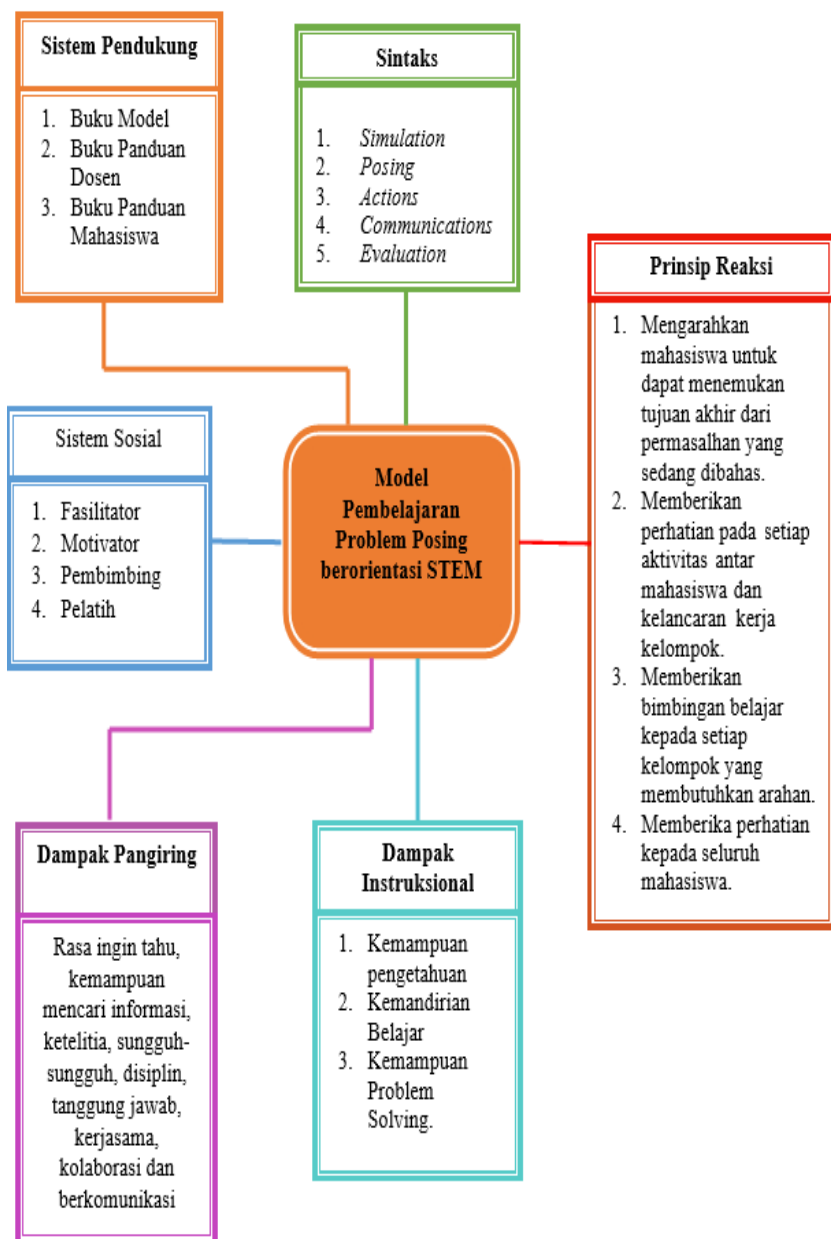 Sistem Pendukung
1. Buku Model
2. Buku Panduan
Dosen
3. Buku Panduan
Mahasiswa
Sintaks
1. Simulation
2. Posing
3. Actions
4. Communications
5. Evaluation
Prinsip Reaksi
1. Mengarahkan
mahasiswa untuk
dapat menemukan
tujuan akhir dari
permasalhan yang
sedang dibahas.
2. Memberikan
perhatian pada setiap
aktivitas antar
mahasiswa dan
kelancaran kerja
kelompok.
3. Memberikan
bimbingan belajar
kepada setiap
kelompok yang
membutuhkan arahan.
4. Memberika perhatian
kepada seluruh
mahasiswa.
Sistem Sosial
1. Fasilitator
2. Motivator
3. Pembimbing
4. Pelatih
Model
Pembelajaran
Problem Posing
berorientasi STEM
Dampak Pangiring
Rasa ingin tahu,
kemampuan
mencari informasi,
ketelitia, sungguh-
sungguh, disiplin,
tanggung jawab,
kerjasama,
kolaborasi dan
berkomunikasi
Dampak
Instruksional
1. Kemampuan
pengetahuan
2. Kemandirian
Belajar
3. Kemampuan
Problem
Solving.